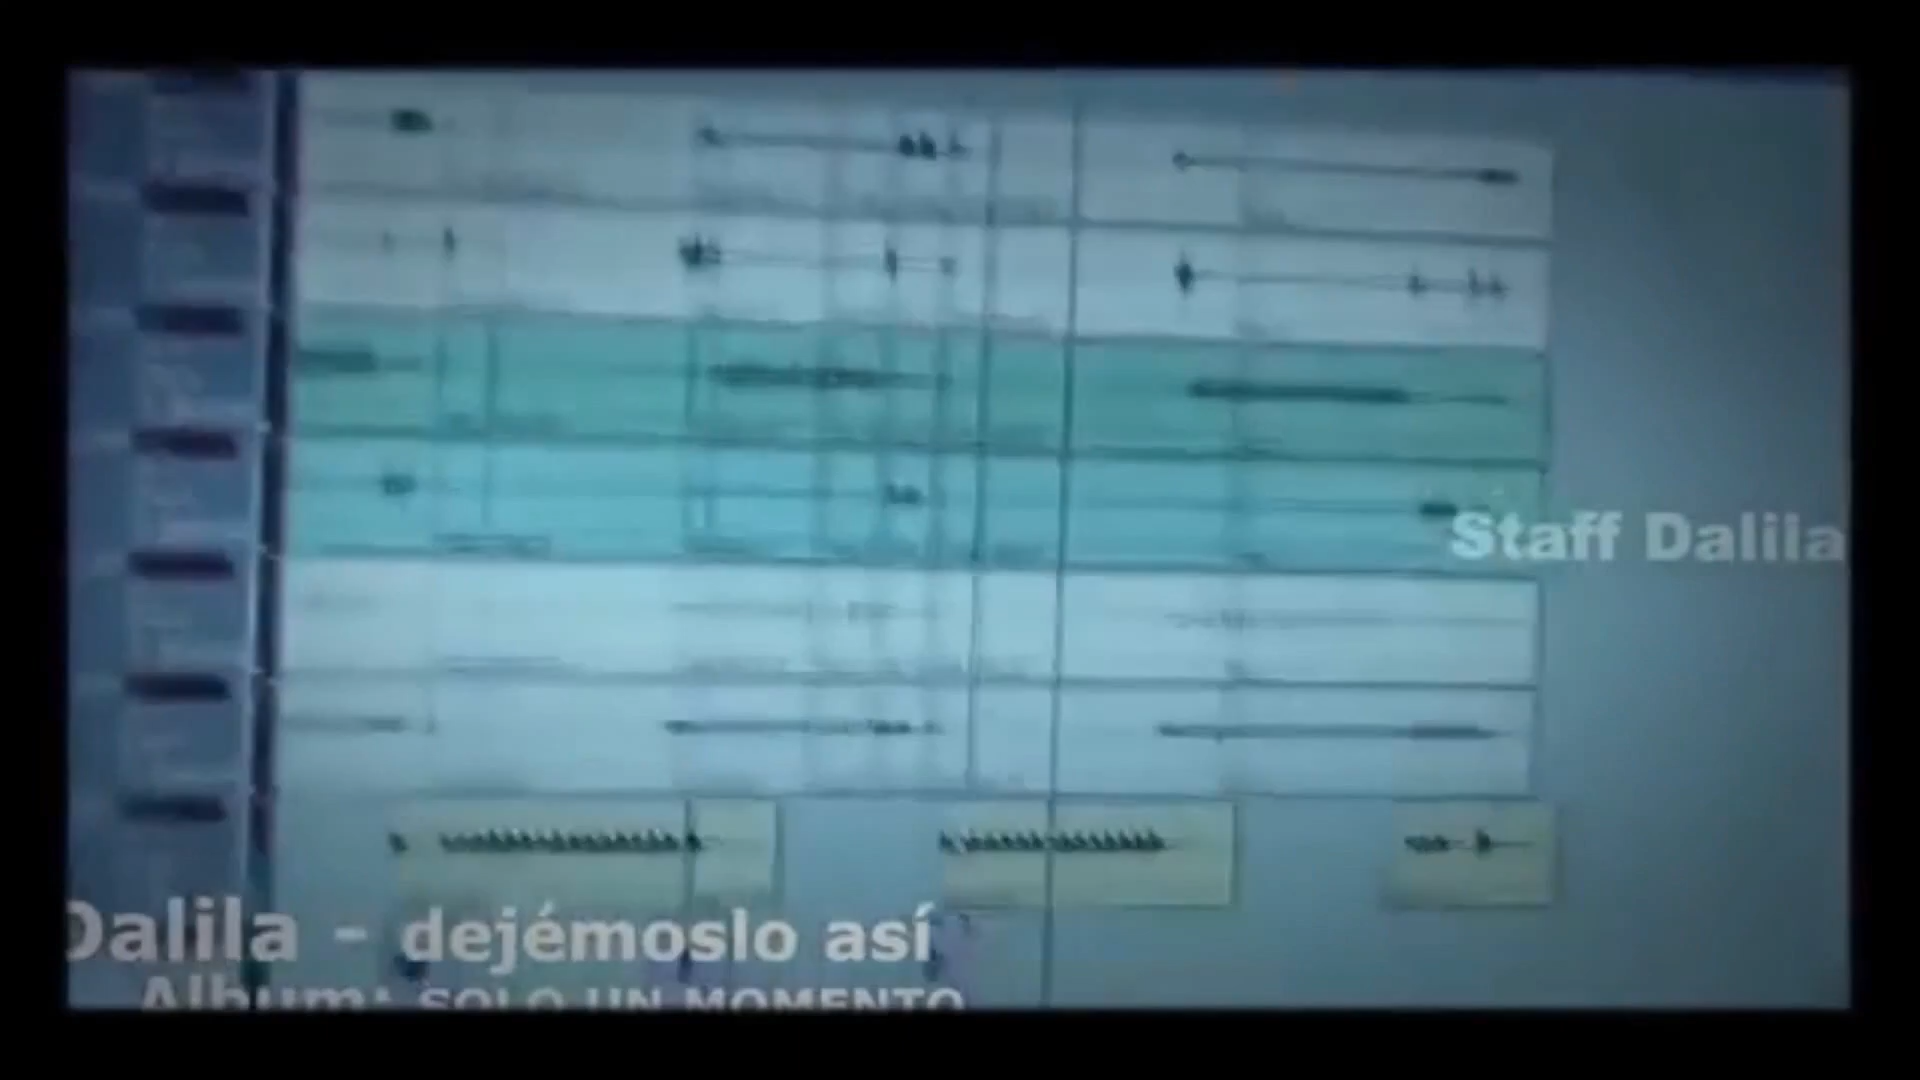 Staff Dalila
Dalila - dejémoslo así
Album: SOLO UN MOMENTO